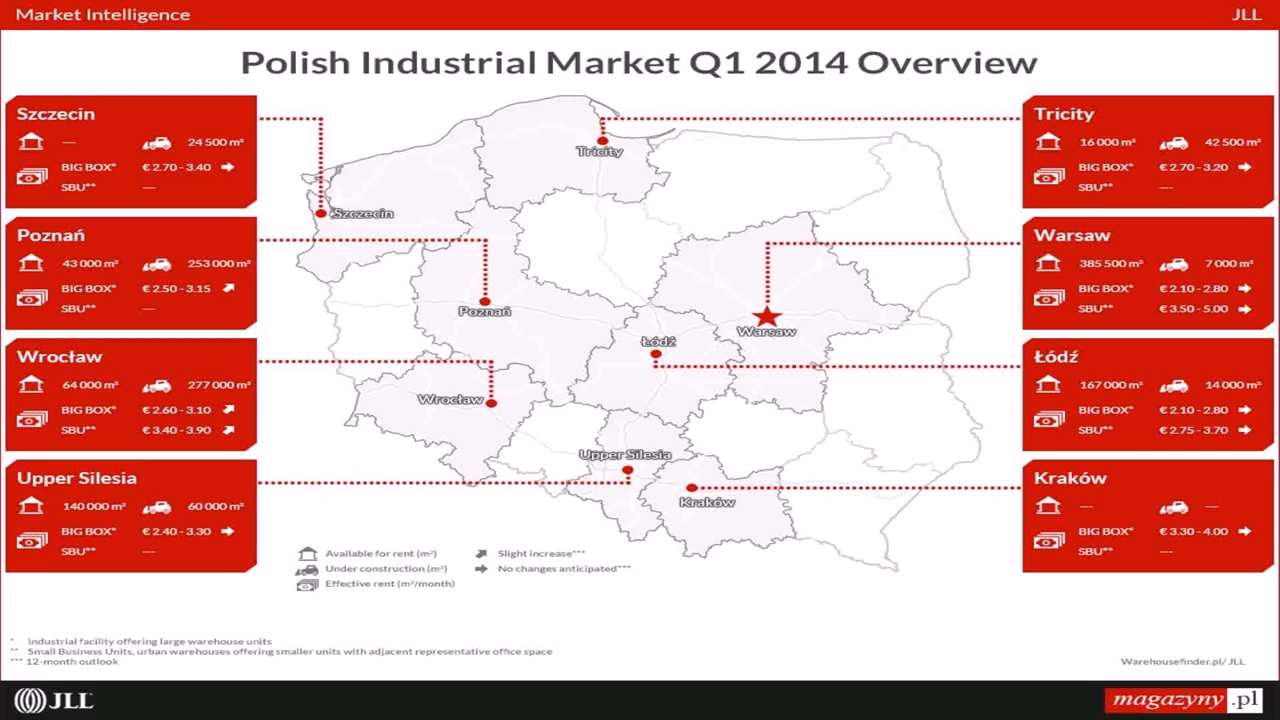 Market Intelligence
JLL
Polish Industrial Market Q1 2014 Overview
Szczecin
--- 24 500 m²
BIG BOX* € 2.70 - 3.40
SBU** ---
Poznań
43 000 m² 253 000 m²
BIG BOX* € 2.50 - 3.15
SBU** ---
Wrocław
64 000 m² 277 000 m²
BIG BOX* € 2.60 - 3.10
SBU** € 3.40 - 3.90
Upper Silesia
140 000 m² 60 000 m²
BIG BOX* € 2.40 - 3.30
SBU** ---
Tricity
Szczecin
Poznań
Warsaw
Łódź
Wrocław
Upper Silesia
Kraków
Tricity
16 000 m² 42 500 m²
BIG BOX* € 2.70 - 3.20
SBU** ---
Warsaw
385 500 m² 7 000 m²
BIG BOX* € 2.10 - 2.80
SBU** € 3.50 - 5.00
Łódź
167 000 m² 14 000 m²
BIG BOX* € 2.10 - 2.80
SBU** € 2.75 - 3.70
Kraków
--- ---
BIG BOX* € 3.30 - 4.00
SBU** ---
Available for rent (m²) Slight increase***
Under construction (m²) No changes anticipated***
Effective rent (m²/month)
* Industrial facility offering large warehouse units
** Small Business Units, urban warehouses offering smaller units with adjacent representative office space
*** 12-month outlook
Warehousefinder.pl/ JLL
JLL
magazyny.pl